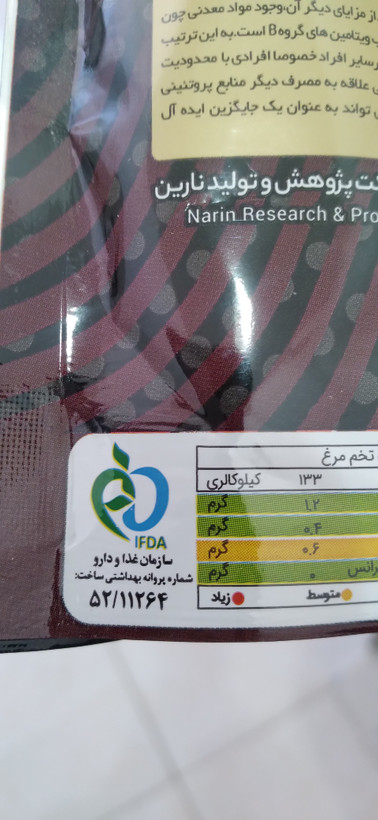 از مزایای دیگر آن،وجود مواد معدنی چون
ویتامین های گروه B است.به این ترتیب
سایر افراد خصوصا افرادی با محدودیت
علاقه به مصرف دیگر منابع پروتئینی
تواند به عنوان یک جایگزین ایده آل
پژوهش و تولید نارین
Narin Research &
تخم مرغ
۱۳۳ کیلوکالری
۱.۲ گرم
۰.۴ گرم
۰.۶ گرم
۰ گرم
متوسط زیاد
IFDA
سازمان غذا و دارو
شماره پروانه بهداشتی ساخت:
۵۲/۱۱۲۶۴